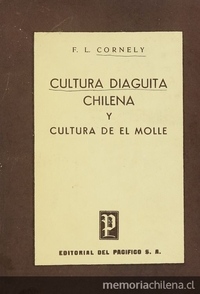 F. L. CORNELY
CULTURA DIAGUITA
CHILENA
Y
CULTURA DE EL MOLLE
P
EDITORIAL DEL PACIFICO S. A.
memoriachilena.cl